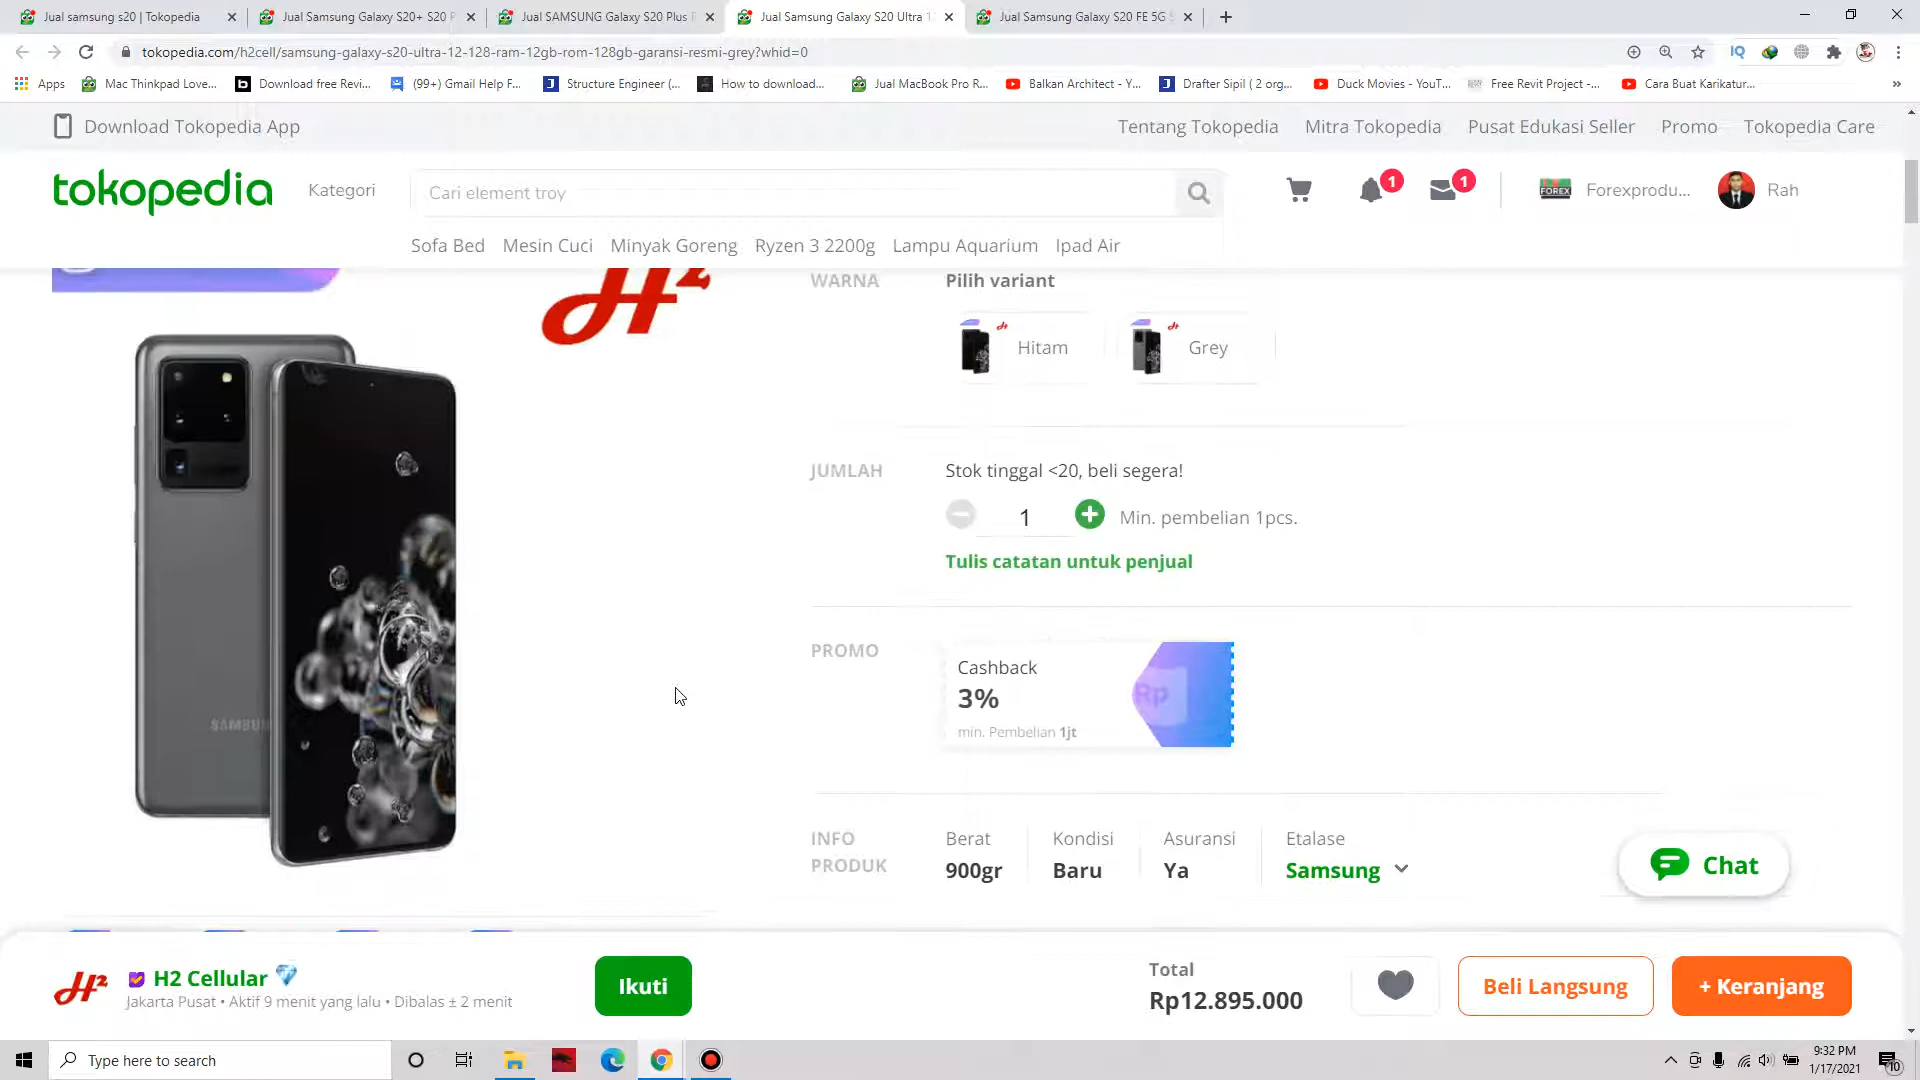 Jual samsung s20 | Tokopedia
Jual Samsung Galaxy S20+ S20 P
Jual SAMSUNG Galaxy S20 Plus
Jual Samsung Galaxy S20 Ultra 1
Jual Samsung Galaxy S20 FE 5G
tokopedia.com/h2cell/samsung-galaxy-s20-ultra-12-128-ram-12gb-rom-128gb-garansi-resmi-grey?whid=0
IQ
Apps
Mac Thinkpad Love...
Download free Revi...
(99+) Gmail Help F...
Structure Engineer (...
How to download...
Jual MacBook Pro R...
Balkan Architect - Y...
Drafter Sipil ( 2 org...
Duck Movies - YouT...
Free Revit Project -...
Cara Buat Karikatur...
»
Download Tokopedia App
Tentang Tokopedia
Mitra Tokopedia
Pusat Edukasi Seller
Promo
Tokopedia Care
tokopedia
Kategori
Cari element troy
1
1
FOREX
Forexprodu...
Rah
Sofa Bed
Mesin Cuci
Minyak Goreng
Ryzen 3 2200g
Lampu Aquarium
Ipad Air
H²
SAMSUN
WARNA
Pilih variant
Hitam
Grey
JUMLAH
Stok tinggal <20, beli segera!
1
Min. pembelian 1pcs.
Tulis catatan untuk penjual
PROMO
Cashback
3%
min. Pembelian 1jt
Rp
INFO PRODUK
Berat
900gr
Kondisi
Baru
Asuransi
Ya
Etalase
Samsung
Chat
H²
H2 Cellular
Jakarta Pusat • Aktif 9 menit yang lalu • Dibalas ± 2 menit
Ikuti
Total
Rp12.895.000
Beli Langsung
+ Keranjang
Type here to search
9:32 PM
1/17/2021
10